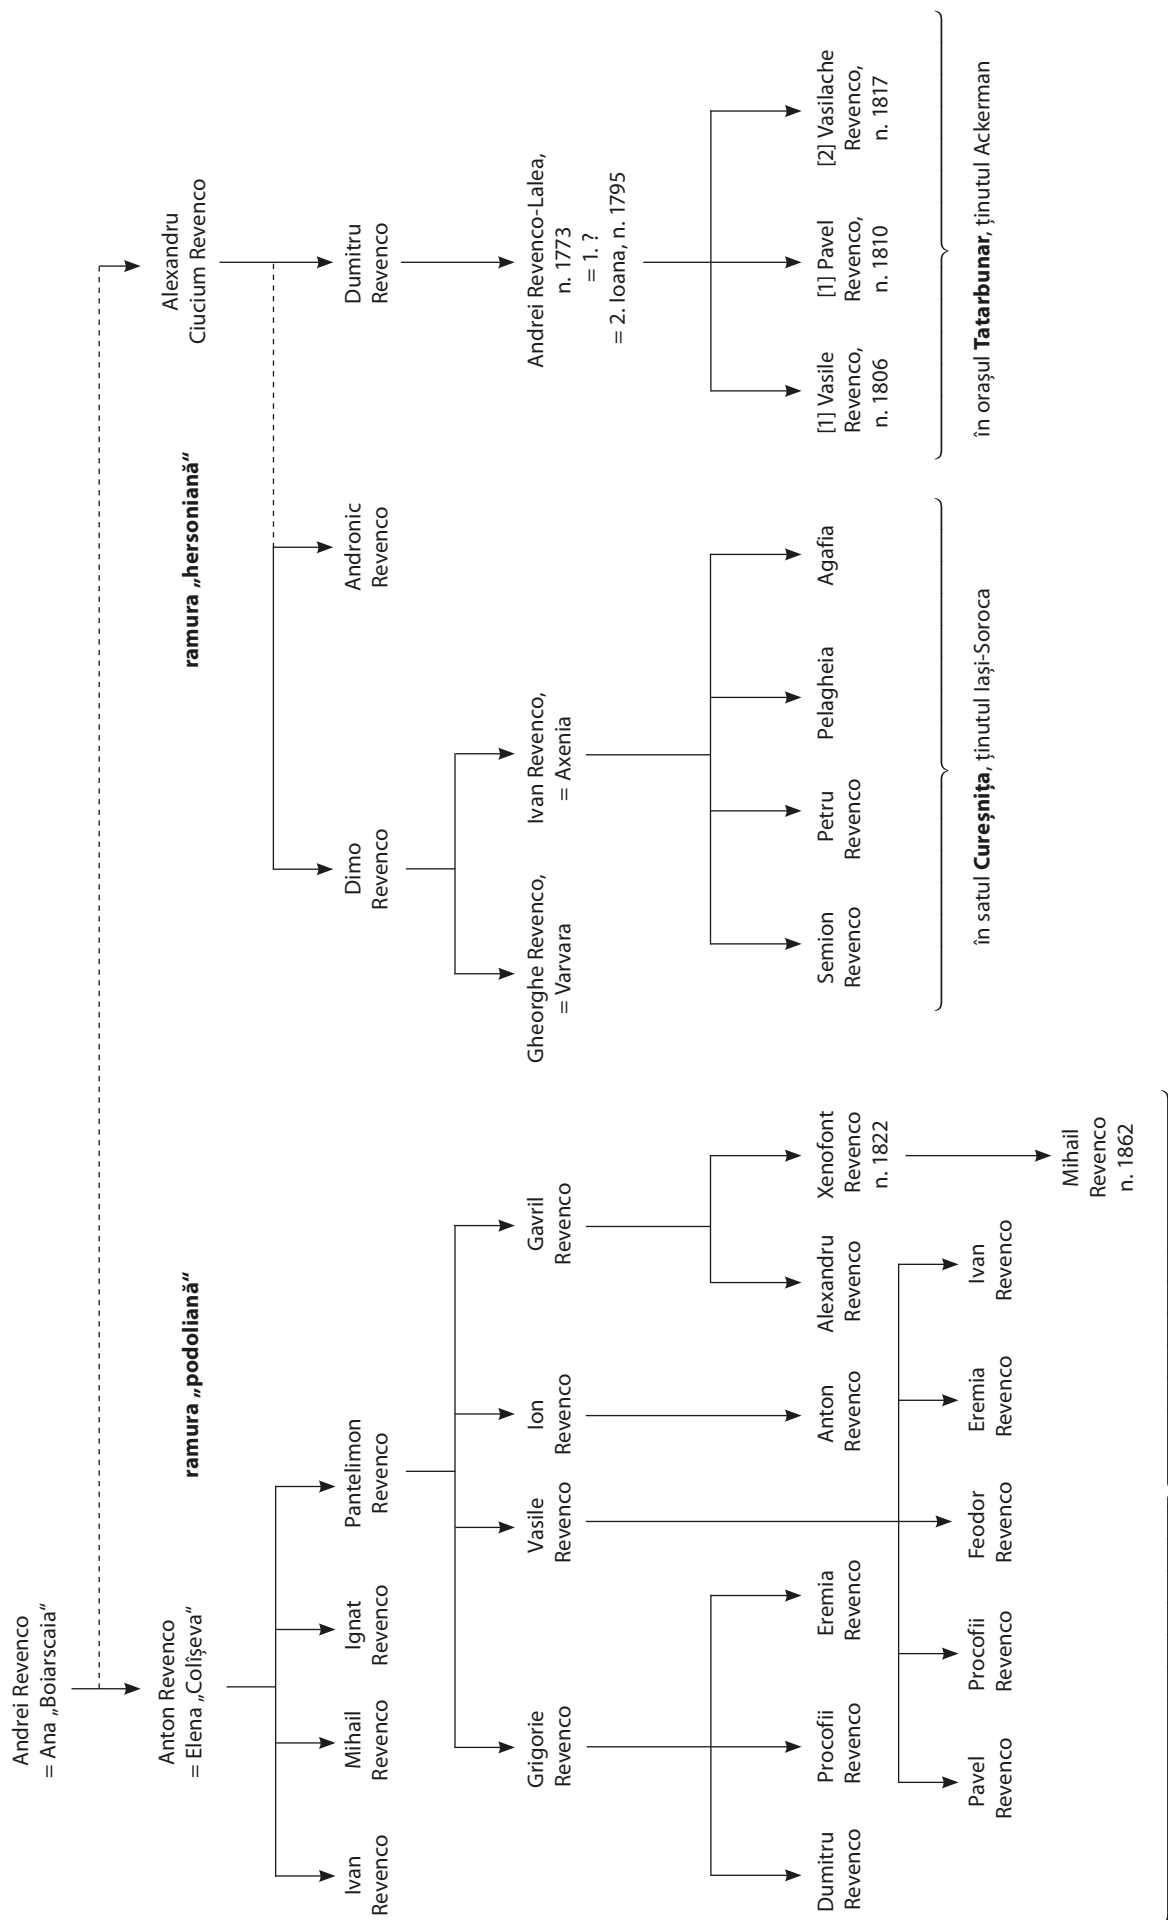 Andrei Revenco
= Ana „Boiarscaia“
Anton Revenco
= Elena „Colîșeva“
Alexandru
Ciucium Revenco
ramura „podoliană“
ramura „hersoniană“
Ivan
Revenco
Mihail
Revenco
Ignat
Revenco
Pantelimon
Revenco
Dimo
Revenco
Andronic
Revenco
Dumitru
Revenco
Grigorie
Revenco
Vasile
Revenco
Ion
Revenco
Gavril
Revenco
Gheorghe Revenco,
= Varvara
Ivan Revenco,
= Axenia
Andrei Revenco-Lalea,
n. 1773
= 1. ?
= 2. Ioana, n. 1795
Dumitru
Revenco
Procofii
Revenco
Eremia
Revenco
Anton
Revenco
Alexandru
Revenco
Xenofont
Revenco
n. 1822
Semion
Revenco
Petru
Revenco
Pelagheia
Agafia
[1] Vasile
Revenco,
n. 1806
[1] Pavel
Revenco,
n. 1810
[2] Vasilache
Revenco,
n. 1817
Pavel
Revenco
Procofii
Revenco
Feodor
Revenco
Eremia
Revenco
Ivan
Revenco
în satul Cureșnița, ținutul Iași-Soroca
în orașul Tatarbunar, ținutul Ackerman
Mihail
Revenco
n. 1862